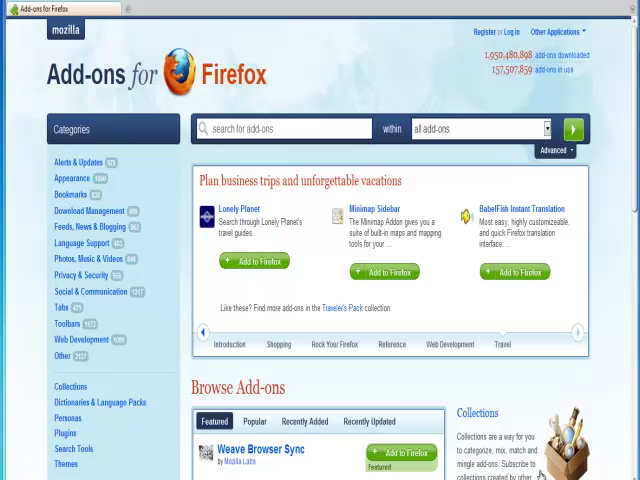 Add-ons for Firefox
mozilla
Register or Log in
Other Applications
Add-ons for Firefox
1,950,480,898 add-ons downloaded
157,507,859 add-ons in use
Categories
search for add-ons
within
all add-ons
Advanced
Alerts & Updates
Appearance
Bookmarks
Download Management
Feeds, News & Blogging
Language Support
Photos, Music & Videos
Privacy & Security
Social & Communication
Tabs
Toolbars
Web Development
Other
Collections
Dictionaries & Language Packs
Personas
Plugins
Search Tools
Themes
Plan business trips and unforgettable vacations
Lonely Planet
Search through Lonely Planet's
travel guides.
Add to Firefox
Minimap Sidebar
The Minimap Addon gives you a
suite of built-in maps and mapping
tools for your ...
Add to Firefox
BabelFish Instant Translation
Most easy, highly customizeable,
and quick Firefox translation
interface. ...
Add to Firefox
Like these? Find more add-ons in the Traveler's Pack collection.
Introduction
Shopping
Rock Your Firefox
Reference
Web Development
Travel
Browse Add-ons
Featured
Popular
Recently Added
Recently Updated
Weave Browser Sync
by Mozilla Labs
Add to Firefox
Featured
Collections
Collections are a way for you
to categorize, mix, match and
mingle add-ons. Subscribe to
collections created by other